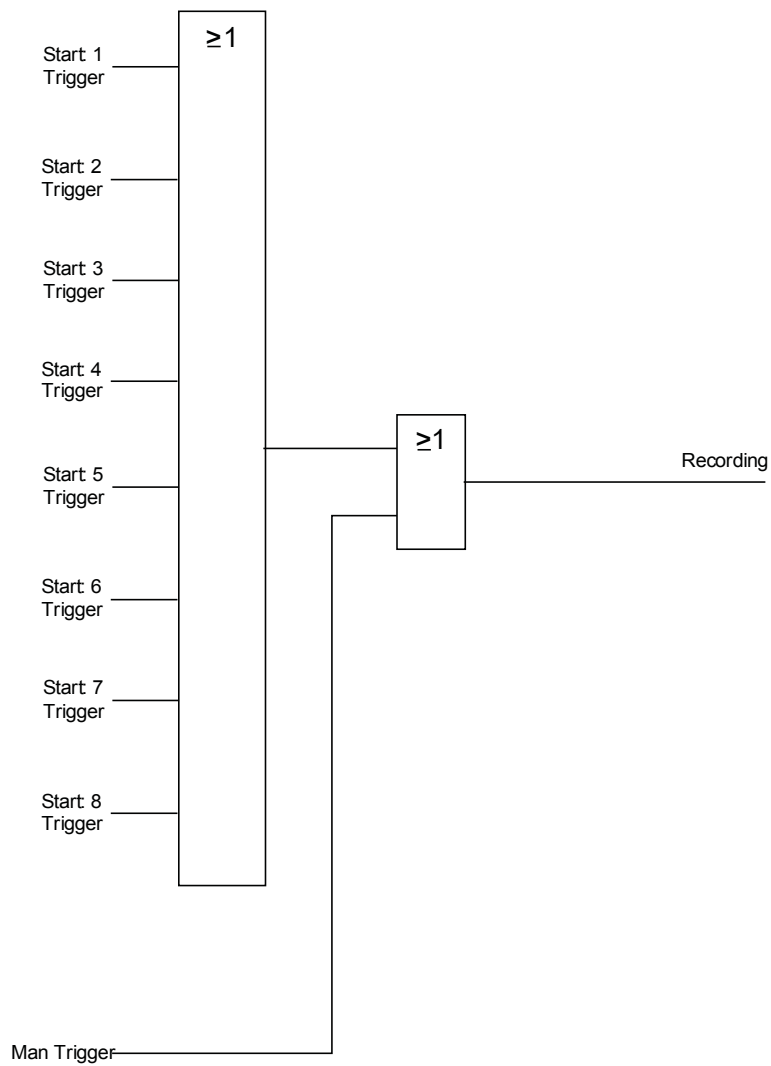 ≥1
Start 1
Trigger
Start 2
Trigger
Start 3
Trigger
Start 4
Trigger
Start 5
Trigger
Start 6
Trigger
Start 7
Trigger
Start 8
Trigger
≥1
Recording
Man Trigger